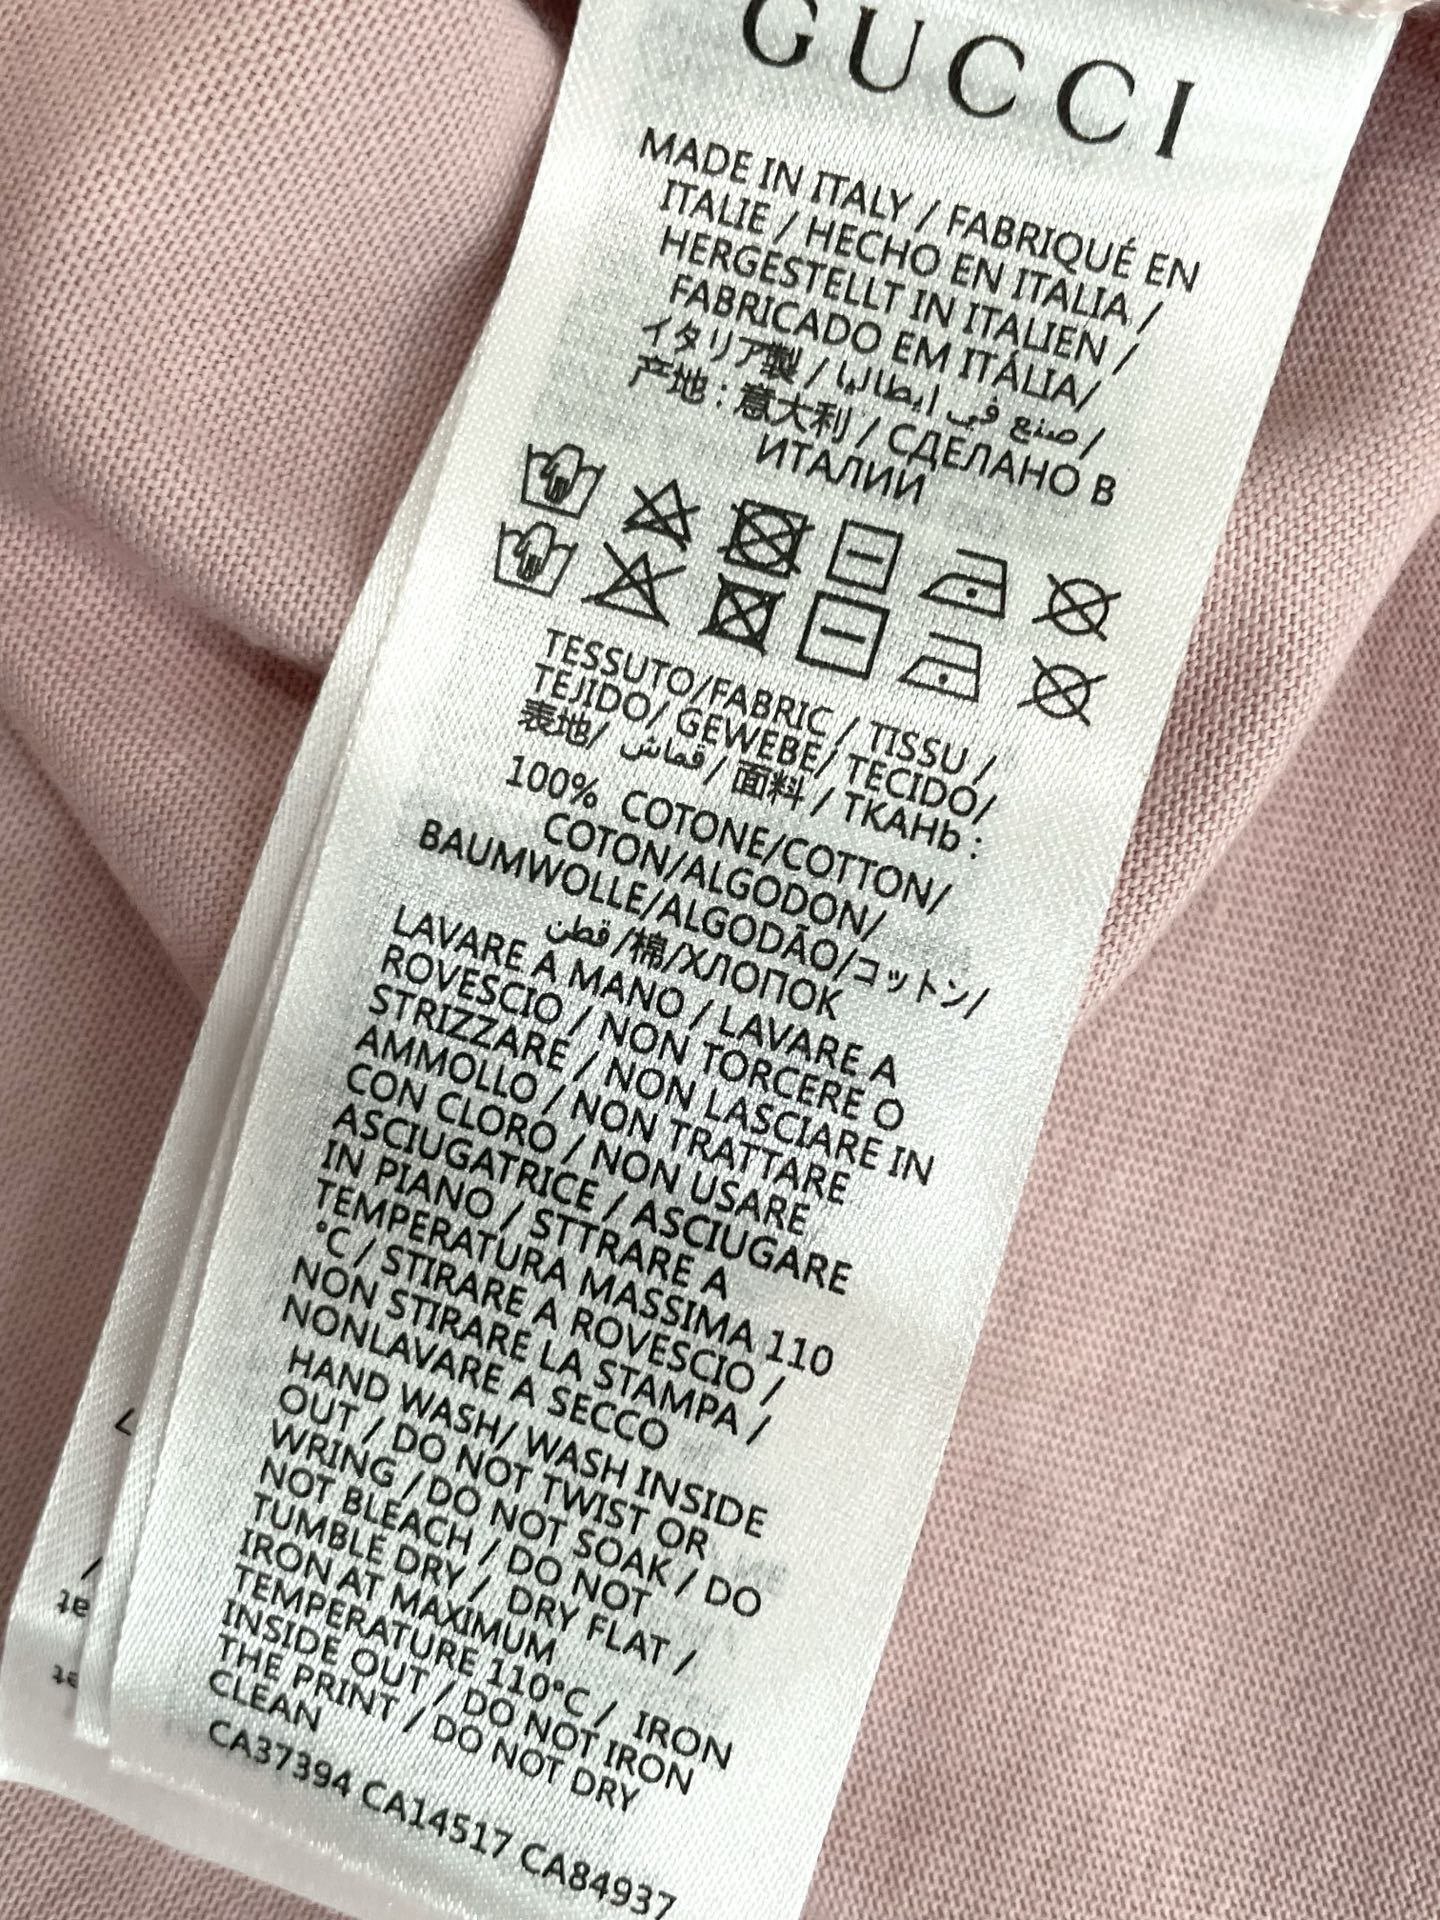 GUCCI
MADE IN ITALY / FABRIQUÉ EN
ITALIE / HECHO EN ITALIA /
HERGESTELLT IN ITALIEN /
FABRICADO EM ITÁLIA/
イタリア製 / صنع في ايطاليا /
产地 : 意大利 / СДЕЛАНО В
ИТАЛИИ
TESSUTO/FABRIC / TISSU /
TEJIDO/ GEWEBE/ TECIDO/
表地/ قماش/ 面料 / ТКАНЬ :
100% COTONE/COTTON/
COTON/ALGODON/
BAUMWOLLE/ALGODÃO/コットン/
قطن /棉/ХЛОПОК
LAVARE A MANO / LAVARE A
ROVESCIO / NON TORCERE O
STRIZZARE / NON LASCIARE IN
AMMOLLO / NON TRATTARE
CON CLORO / NON USARE
ASCIUGATRICE / ASCIUGARE
IN PIANO / STTRARE A
TEMPERATURA MASSIMA 110
°C / STIRARE A ROVESCIO /
NON STIRARE LA STAMPA /
NONLAVARE A SECCO
HAND WASH/ WASH INSIDE
OUT / DO NOT TWIST OR
WRING / DO NOT SOAK / DO
NOT BLEACH / DO NOT
TUMBLE DRY / DRY FLAT /
IRON AT MAXIMUM
TEMPERATURE 110°C / IRON
INSIDE OUT / DO NOT IRON
THE PRINT / DO NOT DRY
CLEAN
CA37394 CA14517 CA84937